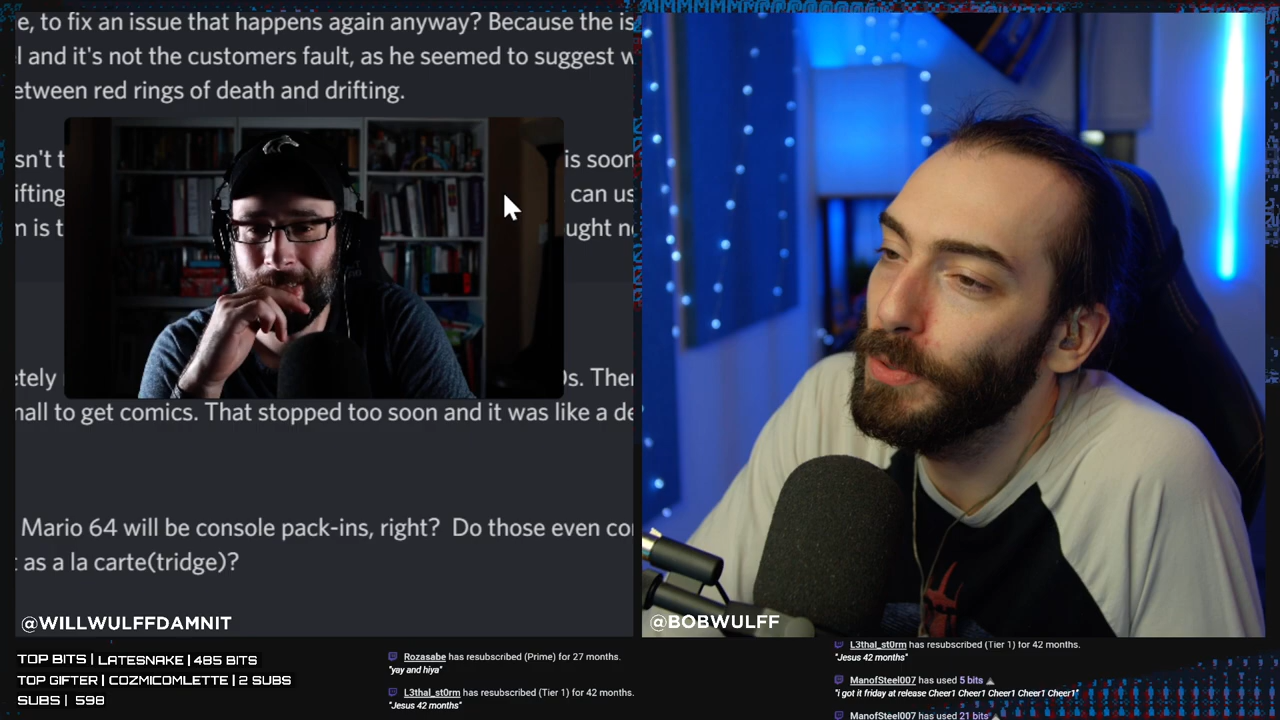 e, to fix an issue that happens again anyway? Because the is
l and it's not the customers fault, as he seemed to suggest w
etween red rings of death and drifting.
sn't t
is soon
ifting
can us
m is t
ught no
etely
0s. Ther
nall to get comics. That stopped too soon and it was like a de
Mario 64 will be console pack-ins, right? Do those even co
as a la carte(tridge)?
@WILLWULFFDAMNIT
@BOBWULFF
TOP BITS | LATESNAKE | 485 BITS
TOP GIFTER | COZMICOMLETTE | 2 SUBS
SUBS | 598
Rozasabe has resubscribed (Prime) for 27 months.
"yay and hiya"
L3thal_st0rm has resubscribed (Tier 1) for 42 months.
"Jesus 42 months"
L3thal_st0rm has resubscribed (Tier 1) for 42 months.
"Jesus 42 months"
ManofSteel007 has used 5 bits
"i got it friday at release Cheer1 Cheer1 Cheer1 Cheer1 Cheer1"
ManofSteel007 has used 21 bits